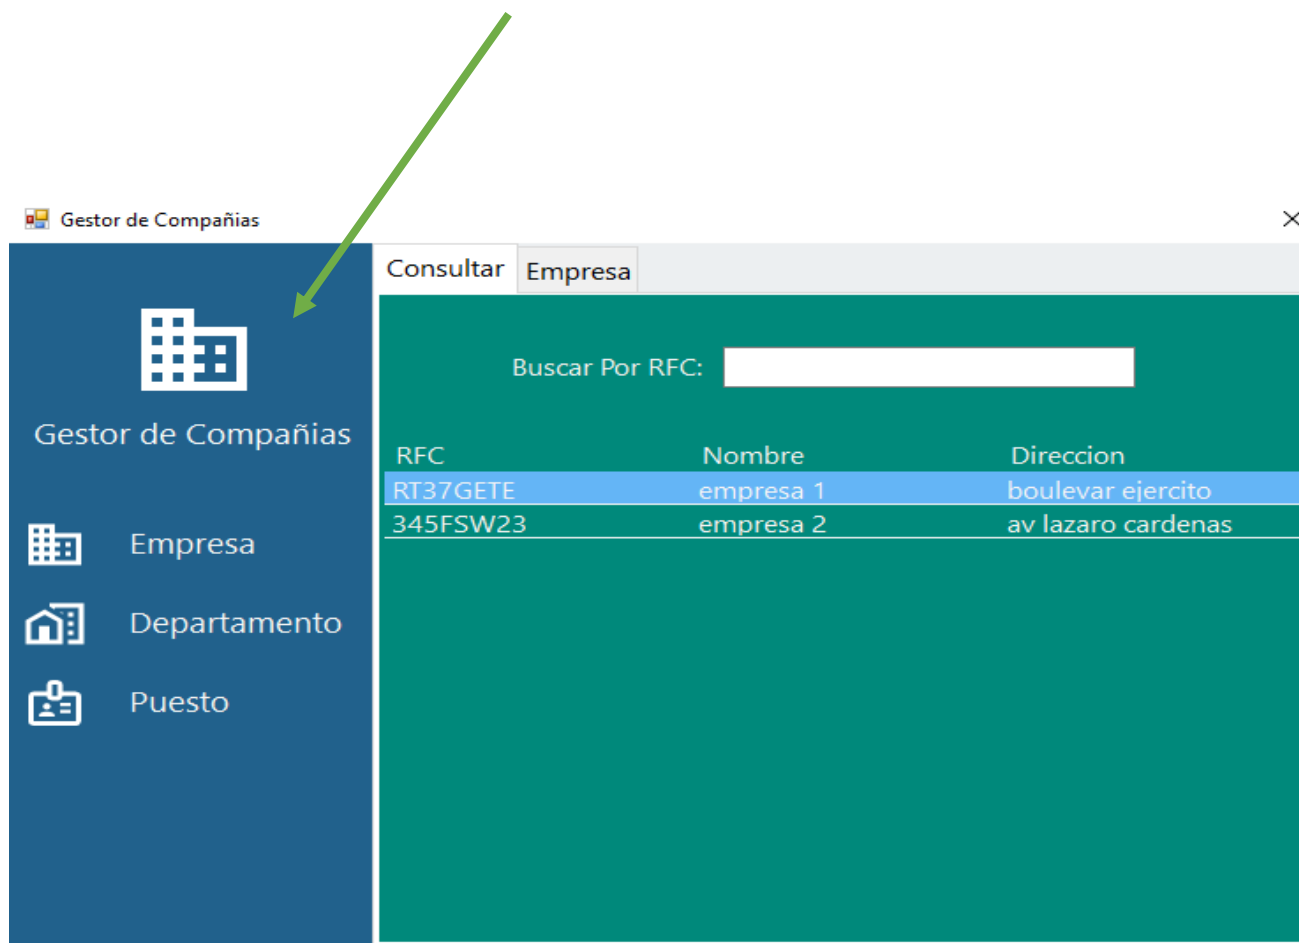 Gestor de Compañias
Consultar Empresa
Buscar Por RFC:
Gestor de Compañias
RFC Nombre Direccion
RT37GETE empresa 1 boulevar ejercito
345FSW23 empresa 2 av lazaro cardenas
Empresa
Departamento
Puesto